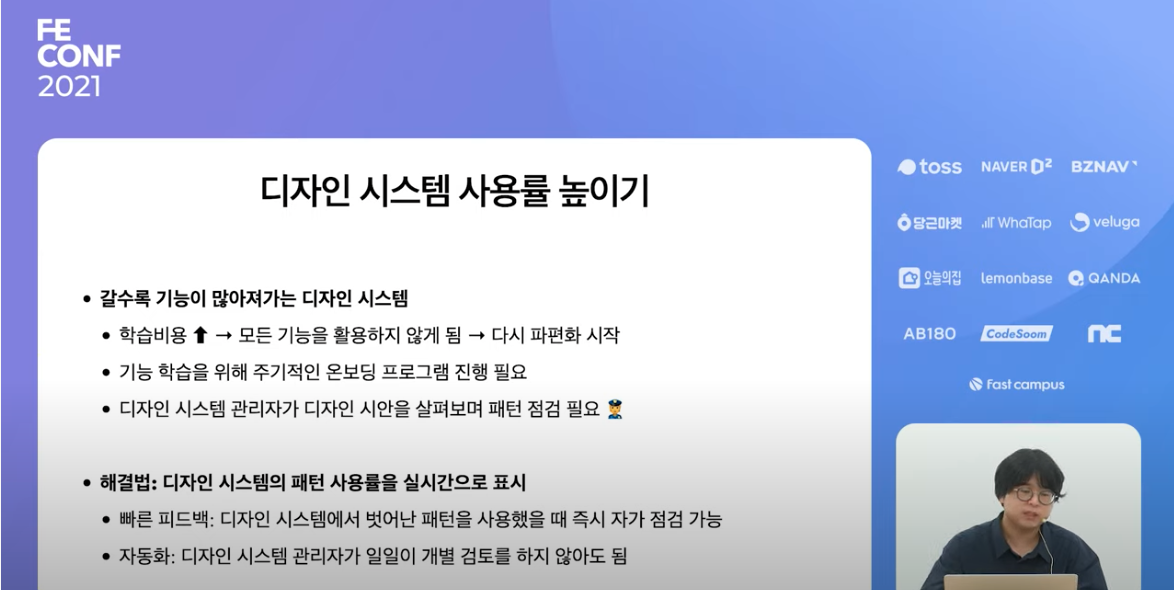 FE
CONF
2021
디자인 시스템 사용률 높이기
• 갈수록 기능이 많아져가는 디자인 시스템
• 학습비용 ⬆ → 모든 기능을 활용하지 않게 됨 → 다시 파편화 시작
• 기능 학습을 위해 주기적인 온보딩 프로그램 진행 필요
• 디자인 시스템 관리자가 디자인 시안을 살펴보며 패턴 점검 필요 👮
• 해결법: 디자인 시스템의 패턴 사용률을 실시간으로 표시
• 빠른 피드백: 디자인 시스템에서 벗어난 패턴을 사용했을 때 즉시 자가 점검 가능
• 자동화: 디자인 시스템 관리자가 일일이 개별 검토를 하지 않아도 됨
toss NAVER D2 BZNAV
당근마켓 WhaTap veluga
오늘의집 lemonbase QANDA
AB180 CodeSoom nc
Fast campus